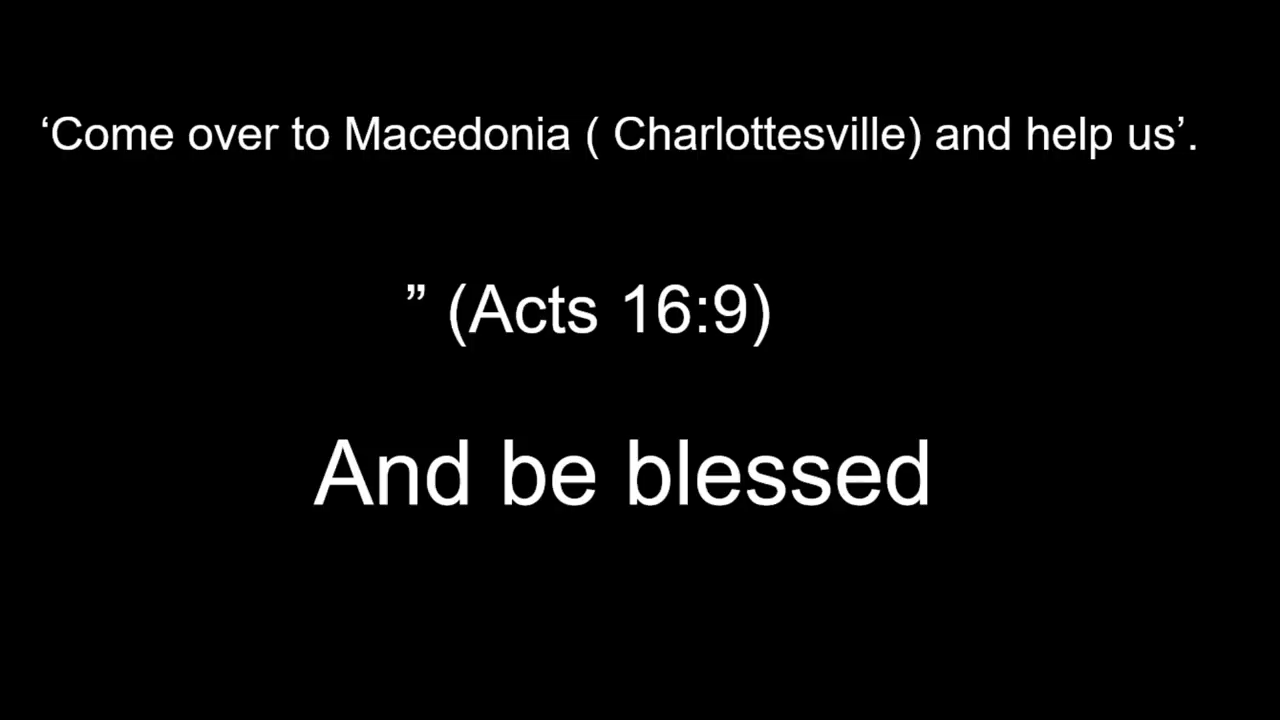 ‘Come over to Macedonia ( Charlottesville) and help us’.
” (Acts 16:9)
And be blessed